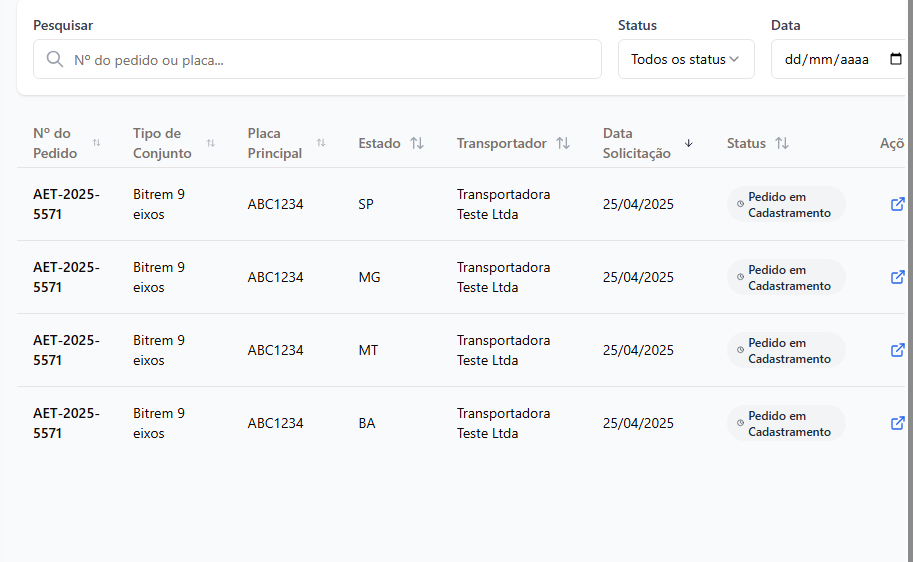 Pesquisar
Status
Data
Nº do pedido ou placa...
Todos os status
dd/mm/aaaa
Nº do
Pedido
Tipo de
Conjunto
Placa
Principal
Estado
Transportador
Data
Solicitação
Status
Açõ
AET-2025-
5571
Bitrem 9
eixos
ABC1234
SP
Transportadora
Teste Ltda
25/04/2025
Pedido em
Cadastramento
AET-2025-
5571
Bitrem 9
eixos
ABC1234
MG
Transportadora
Teste Ltda
25/04/2025
Pedido em
Cadastramento
AET-2025-
5571
Bitrem 9
eixos
ABC1234
MT
Transportadora
Teste Ltda
25/04/2025
Pedido em
Cadastramento
AET-2025-
5571
Bitrem 9
eixos
ABC1234
BA
Transportadora
Teste Ltda
25/04/2025
Pedido em
Cadastramento